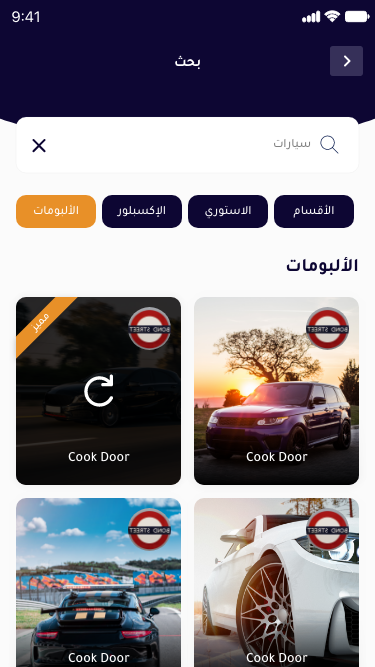 9:41
بحث
سيارات
الأقسام
الاستوري
الإكسبلور
الألبومات
الألبومات
BOND STREET
Cook Door
مميز
BOND STREET
Cook Door
BOND STREET
Cook Door
BOND STREET
Cook Door